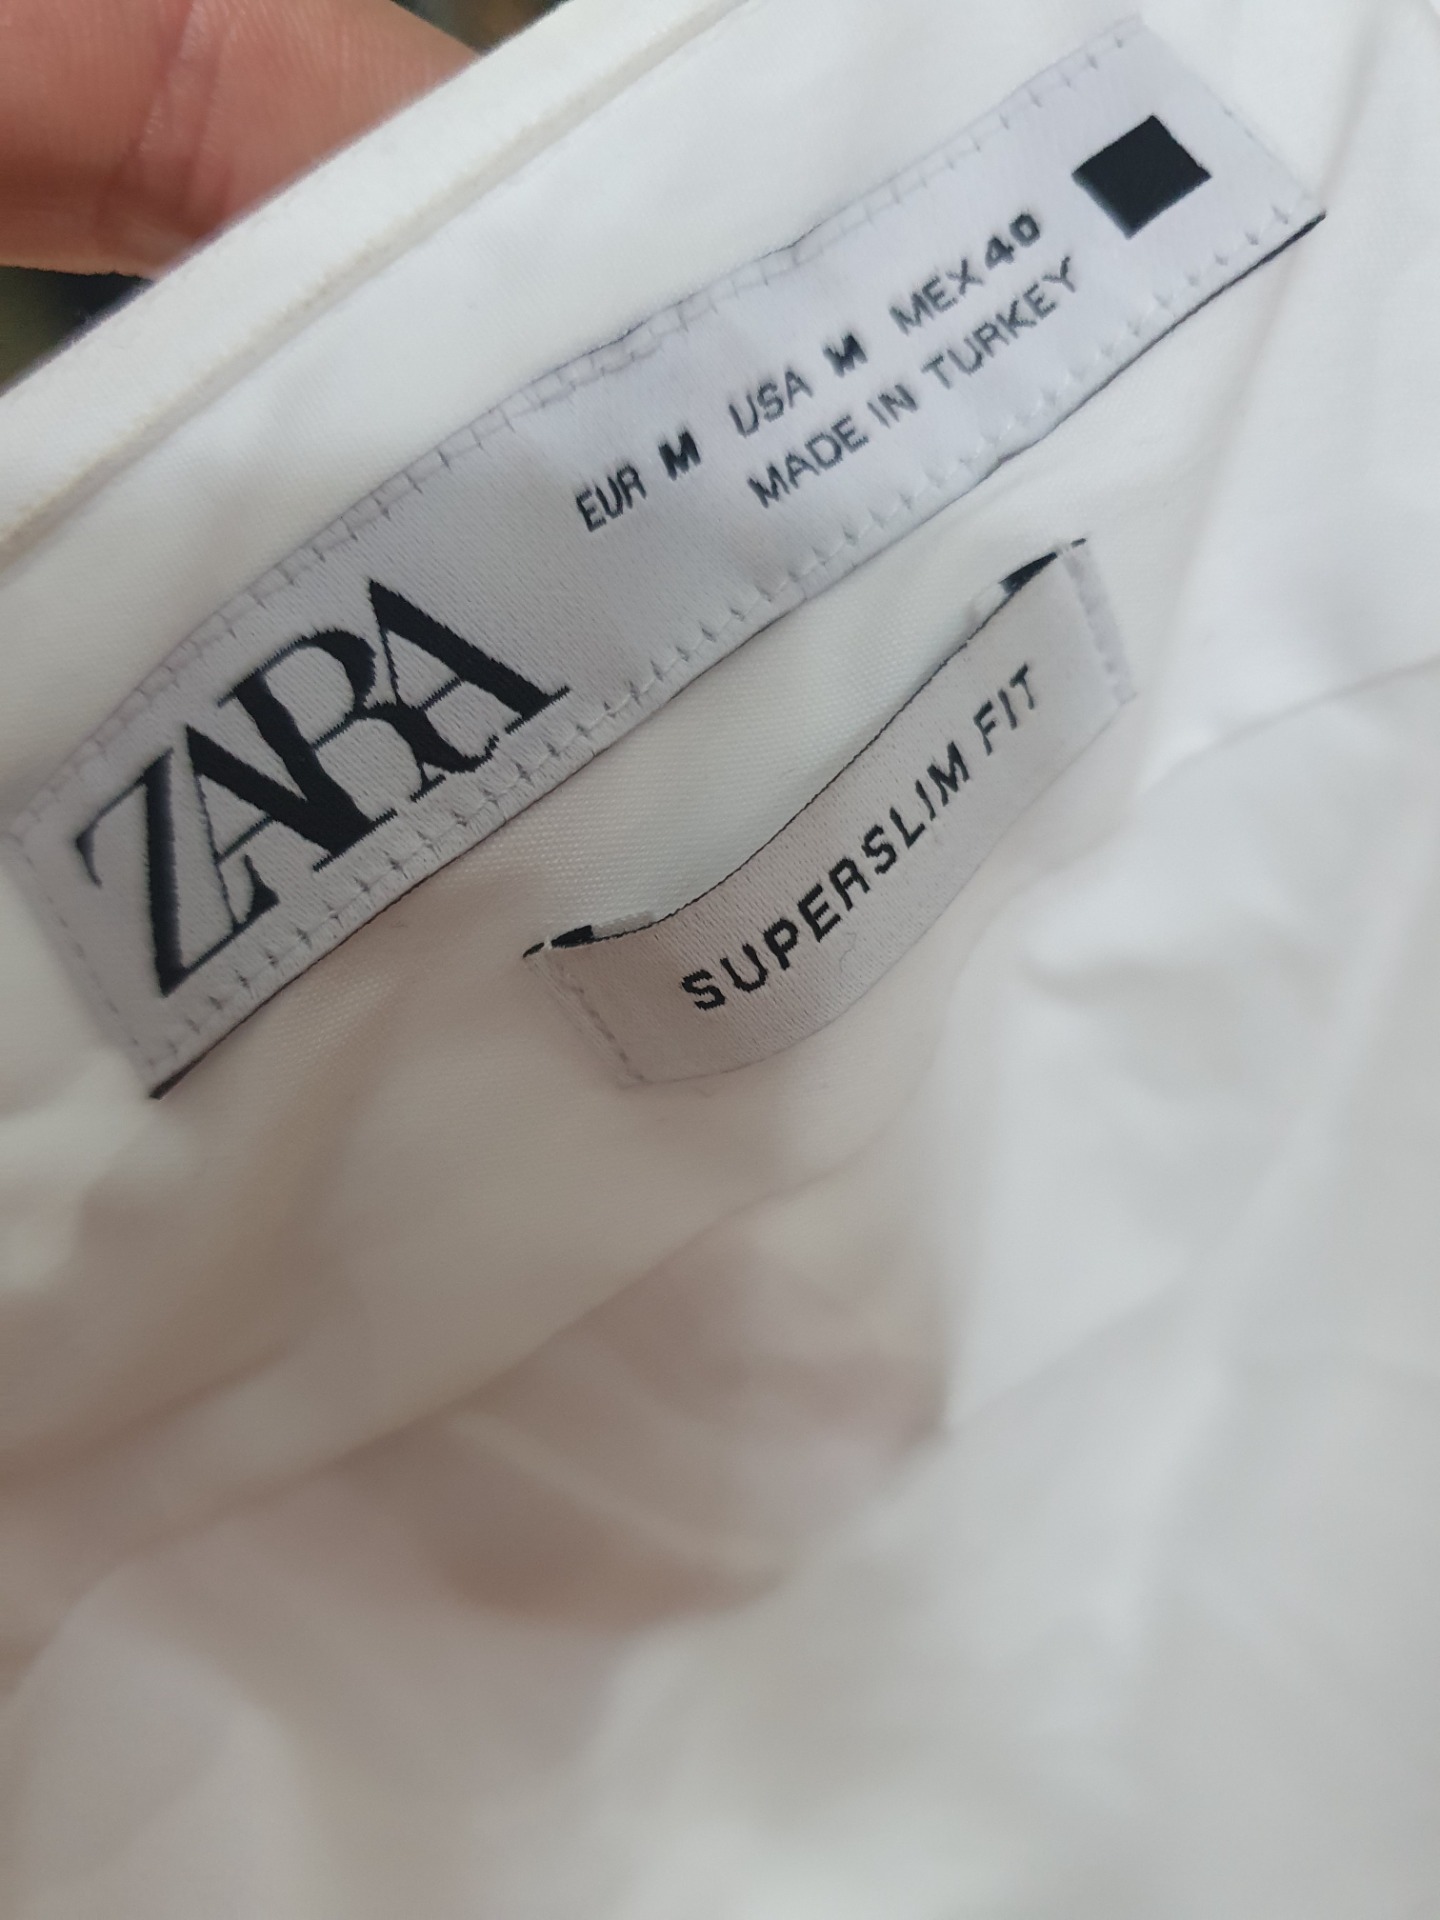 ZARA
EUR M USA M MEX 40
MADE IN TURKEY
SUPERSLIM FIT